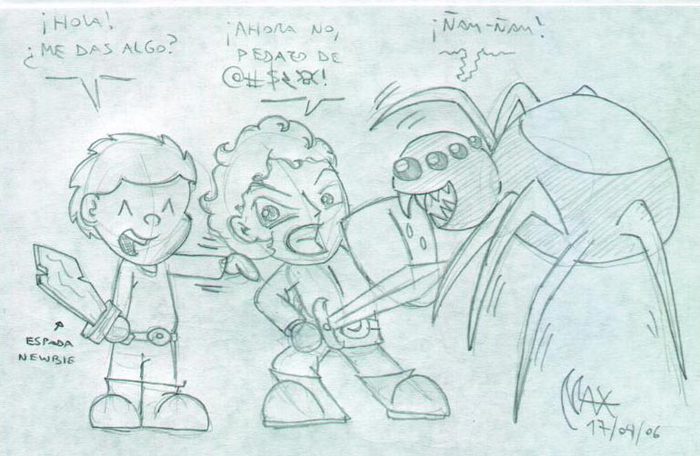 ¡HOLA!
¿ME DAS ALGO?
¡AHORA NO,
PEDAZO DE
@#$%&!
¡ÑAM-ÑAM!
ESPADA
NEWBIE
MAX
17/04/06